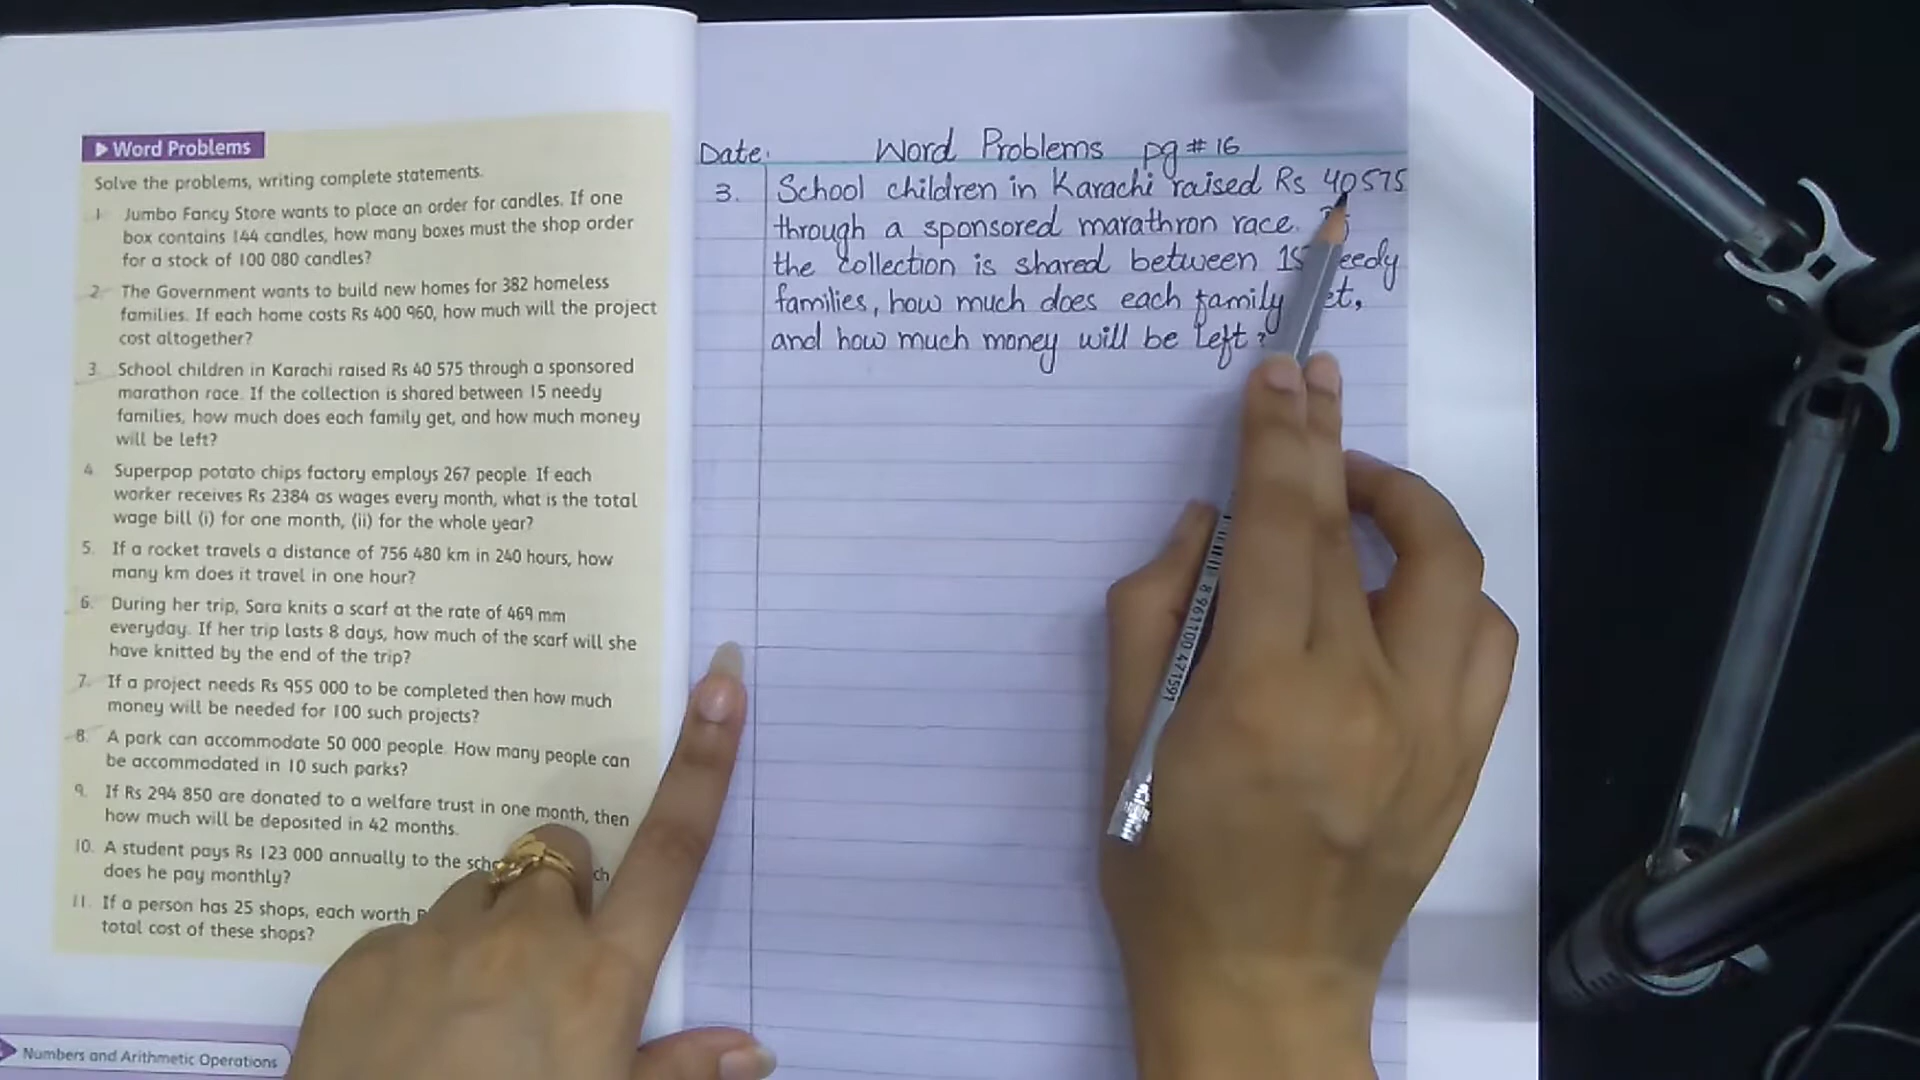 Word Problems
Solve the problems, writing complete statements.
1 Jumbo Fancy Store wants to place an order for candles. If one
box contains 144 candles, how many boxes must the shop order
for a stock of 100 080 candles?
2. The Government wants to build new homes for 382 homeless
families. If each home costs Rs 400 960, how much will the project
cost altogether?
3. School children in Karachi raised Rs 40 575 through a sponsored
marathon race. If the collection is shared between 15 needy
families, how much does each family get, and how much money
will be left?
4 Superpop potato chips factory employs 267 people. If each
worker receives Rs 2384 as wages every month, what is the total
wage bill (i) for one month, (ii) for the whole year?
5. If a rocket travels a distance of 756 480 km in 240 hours, how
many km does it travel in one hour?
6. During her trip, Sara knits a scarf at the rate of 469 mm
everyday. If her trip lasts 8 days, how much of the scarf will she
have knitted by the end of the trip?
7. If a project needs Rs 955 000 to be completed then how much
money will be needed for 100 such projects?
8. A park can accommodate 50 000 people. How many people can
be accommodated in 10 such parks?
9. If Rs 294 850 are donated to a welfare trust in one month, then
how much will be deposited in 42 months.
10. A student pays Rs 123 000 annually to the
does he pay monthly?
11. If a person has 25 shops, each worth
total cost of these shops?
Numbers and Arithmetic Operations
Date: Word Problems pg # 16
3. School children in Karachi raised Rs 40575
through a sponsored marathron race.
the collection is shared between
families, how much does each family
and how much money will be left?
8 961100 471591